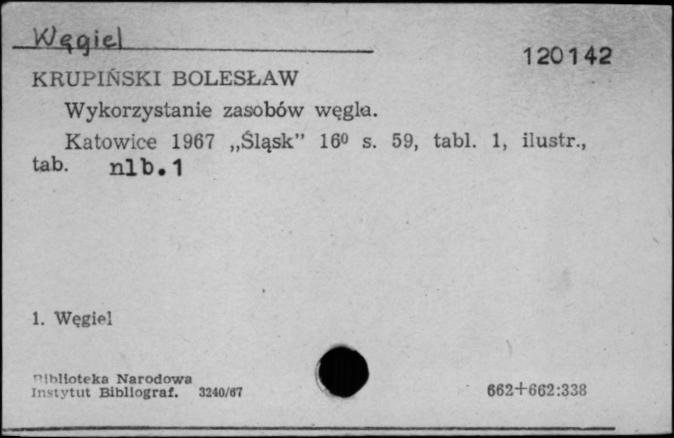 Węgiel
120142
KRUPIŃSKI BOLESŁAW
Wykorzystanie zasobów węgla.
Katowice 1967 „Śląsk” 16⁰ s. 59, tabl. 1, ilustr.,
tab. nlb. 1
1. Węgiel
Biblioteka Narodowa
Instytut Bibliograf. 3240/67
662+662:338